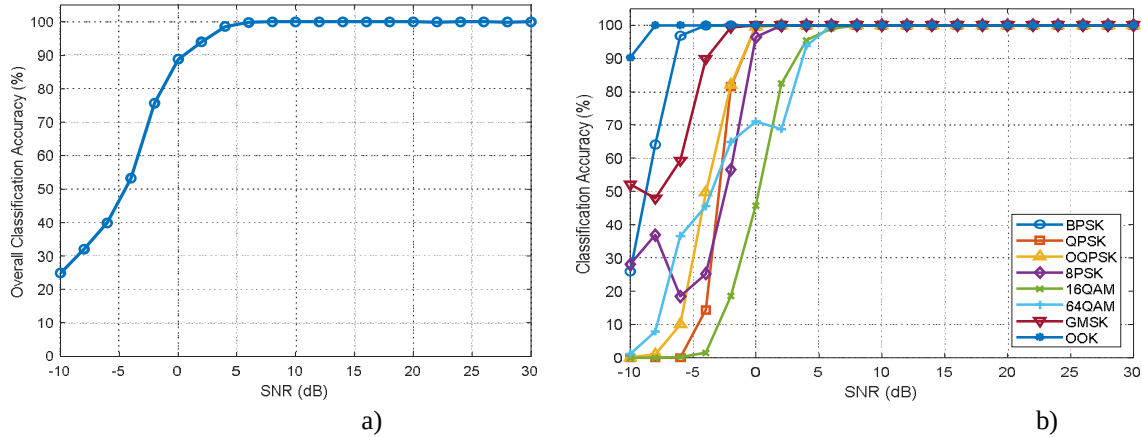 Overall Classification Accuracy (%)
100
90
80
70
60
50
40
30
20
10
0
-10 -5 0 5 10 15 20 25 30
SNR (dB)
a)
Classification Accuracy (%)
100
90
80
70
60
50
40
30
20
10
0
BPSK
QPSK
OQPSK
8PSK
16QAM
64QAM
GMSK
OOK
-10 -5 0 5 10 15 20 25 30
SNR (dB)
b)